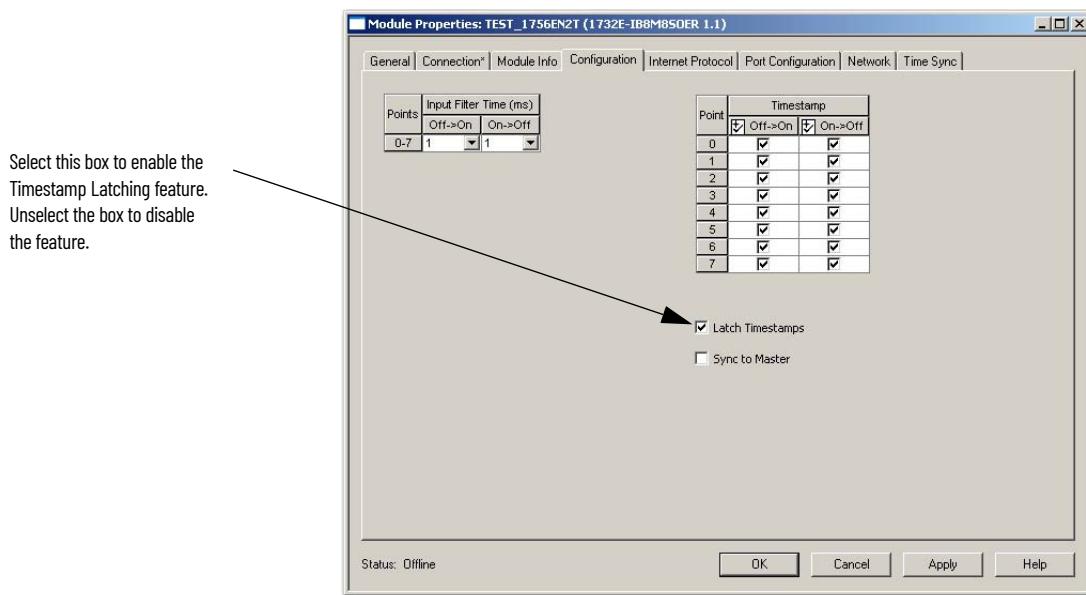 Module Properties: TEST_1756EN2T (1732E-IB8M8SOER 1.1)
General Connection* Module Info Configuration Internet Protocol Port Configuration Network Time Sync
Points Input Filter Time (ms)
Off->On On->Off
0-7 1 1
Point Timestamp
Off->On On->Off
0
1
2
3
4
5
6
7
Select this box to enable the
Timestamp Latching feature.
Unselect the box to disable
the feature.
Latch Timestamps
Sync to Master
Status: Offline
OK Cancel Apply Help